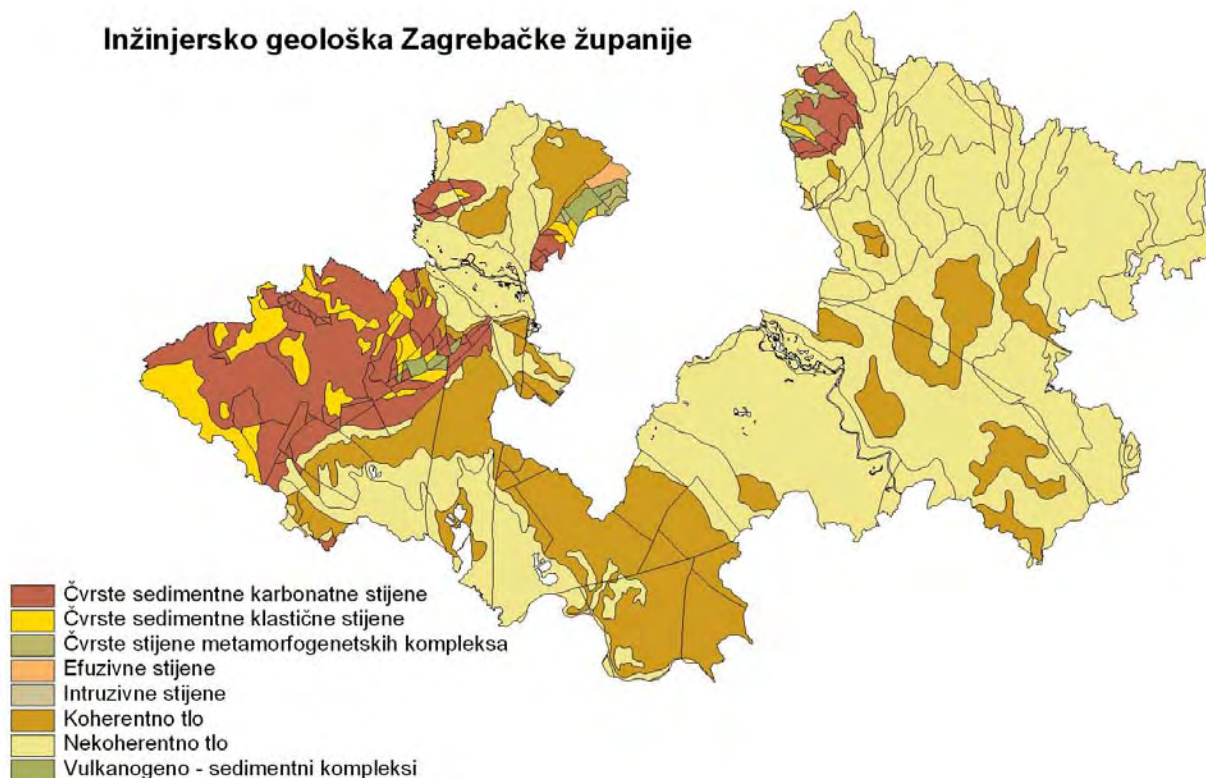 Inžinjersko geološka Zagrebačke županije
Čvrste sedimentne karbonatne stijene
Čvrste sedimentne klastične stijene
Čvrste stijene metamorfogenetskih kompleksa
Efuzivne stijene
Intruzivne stijene
Koherentno tlo
Nekoherentno tlo
Vulkanogeno - sedimentni kompleksi